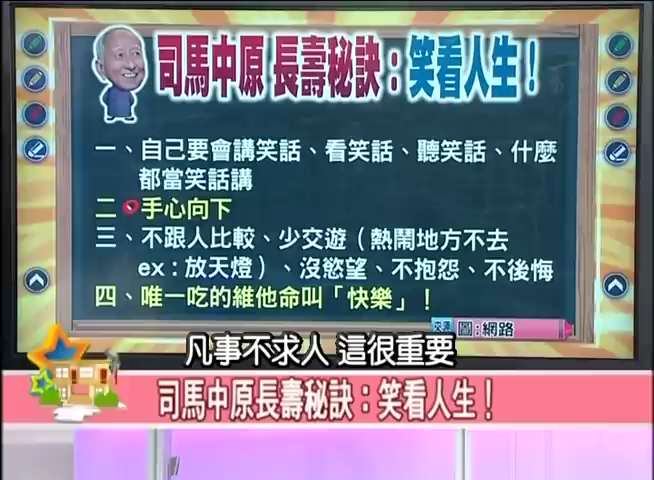 司馬中原 長壽秘訣：笑看人生！
一、自己要會講笑話、看笑話、聽笑話、什麼
都當笑話講
二、手心向下
三、不跟人比較、少交遊（熱鬧地方不去
ex：放天燈）、沒慾望、不抱怨、不後悔
四、唯一吃的維他命叫「快樂」！
圖：網路
凡事不求人 這很重要
司馬中原長壽秘訣：笑看人生！